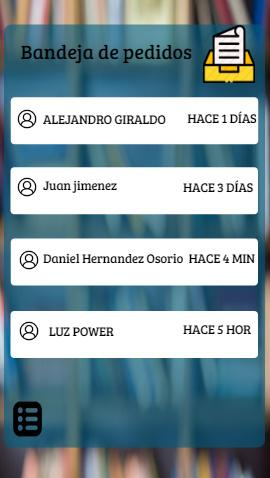 Bandeja de pedidos
ALEJANDRO GIRALDO HACE 1 DÍAS
Juan jimenez HACE 3 DÍAS
Daniel Hernandez Osorio HACE 4 MIN
LUZ POWER HACE 5 HOR